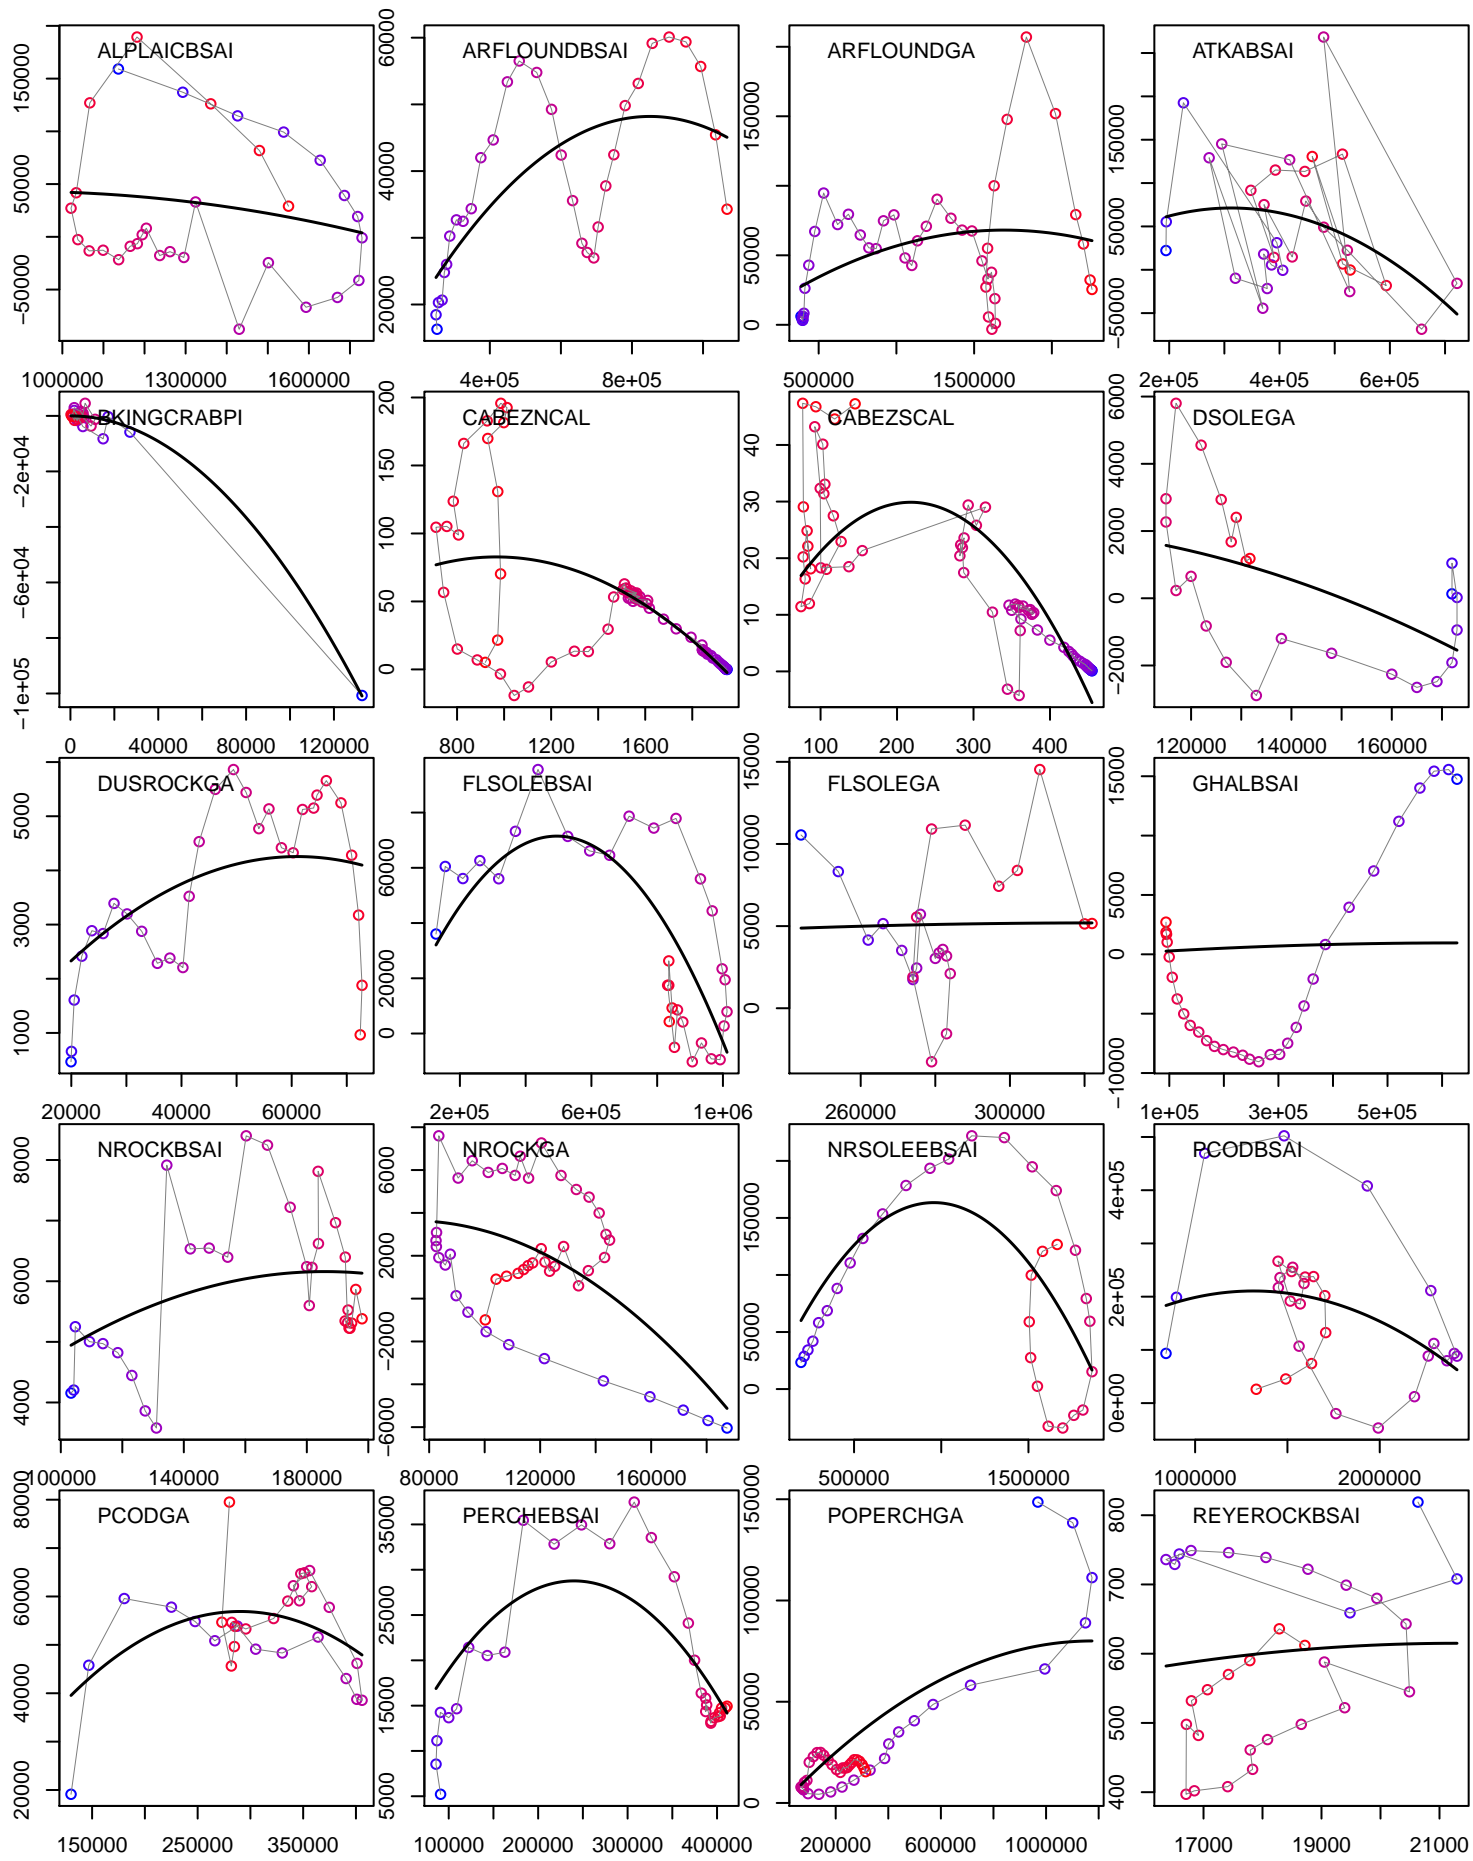 ALPLAICBSAI
150000
50000
−50000
1000000 1300000 1600000
ARFLOUNDBSAI
60000
40000
20000
4e+05 8e+05
ARFLOUNDGA
150000
50000
0
500000 1500000
ATKABSAI
150000
50000
−50000
2e+05 4e+05 6e+05
BKINGCRABPI
−2e+04
−6e+04
−1e+05
0 40000 80000 120000
CABEZNCAL
200
150
100
50
0
800 1200 1600
CABEZSCAL
40
30
20
10
0
100 200 300 400
DSOLEGA
6000
4000
2000
0
−2000
120000 140000 160000
DUSROCKGA
5000
3000
1000
20000 40000 60000
FLSOLEBSAI
60000
20000
0
2e+05 6e+05 1e+06
FLSOLEGA
15000
10000
5000
0
260000 300000
GHALBSAI
15000
5000
0
−10000
1e+05 3e+05 5e+05
NROCKBSAI
8000
6000
4000
100000 140000 180000
NROCKGA
6000
2000
−2000
−6000
80000 120000 160000
NRSOLEEBSAI
150000
50000
0
500000 1500000
PCODBSAI
4e+05
2e+05
0e+00
1000000 2000000
PCODGA
80000
60000
40000
20000
150000 250000 350000
PERCHEBSAI
35000
25000
15000
5000
100000 200000 300000 400000
POPERCHGA
150000
100000
50000
0
200000 600000 1000000
REYEROCKBSAI
800
700
600
500
400
17000 19000 21000